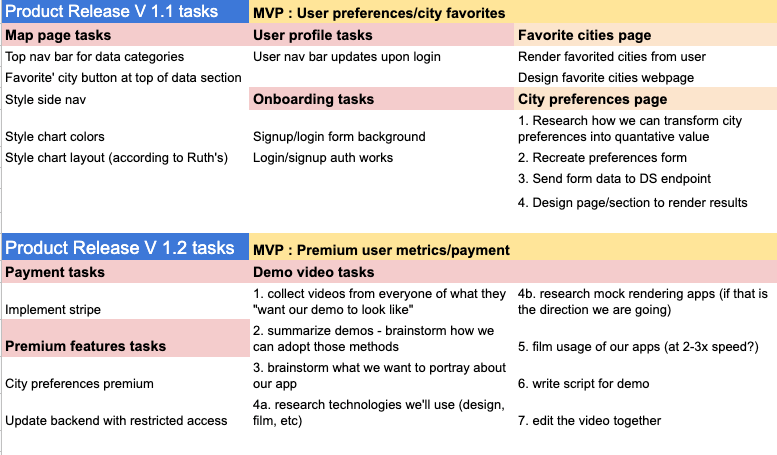 Product Release V 1.1 tasks
MVP : User preferences/city favorites
Map page tasks
User profile tasks
Favorite cities page
Top nav bar for data categories
User nav bar updates upon login
Render favorited cities from user
Favorite' city button at top of data section
Design favorite cities webpage
Style side nav
Onboarding tasks
City preferences page
Style chart colors
Signup/login form background
1. Research how we can transform city
preferences into quantative value
Style chart layout (according to Ruth's)
Login/signup auth works
2. Recreate preferences form
3. Send form data to DS endpoint
4. Design page/section to render results
Product Release V 1.2 tasks
MVP : Premium user metrics/payment
Payment tasks
Demo video tasks
Implement stripe
1. collect videos from everyone of what they
"want our demo to look like"
4b. research mock rendering apps (if that is
the direction we are going)
Premium features tasks
2. summarize demos - brainstorm how we
can adopt those methods
5. film usage of our apps (at 2-3x speed?)
City preferences premium
3. brainstorm what we want to portray about
our app
6. write script for demo
Update backend with restricted access
4a. research technologies we'll use (design,
film, etc)
7. edit the video together